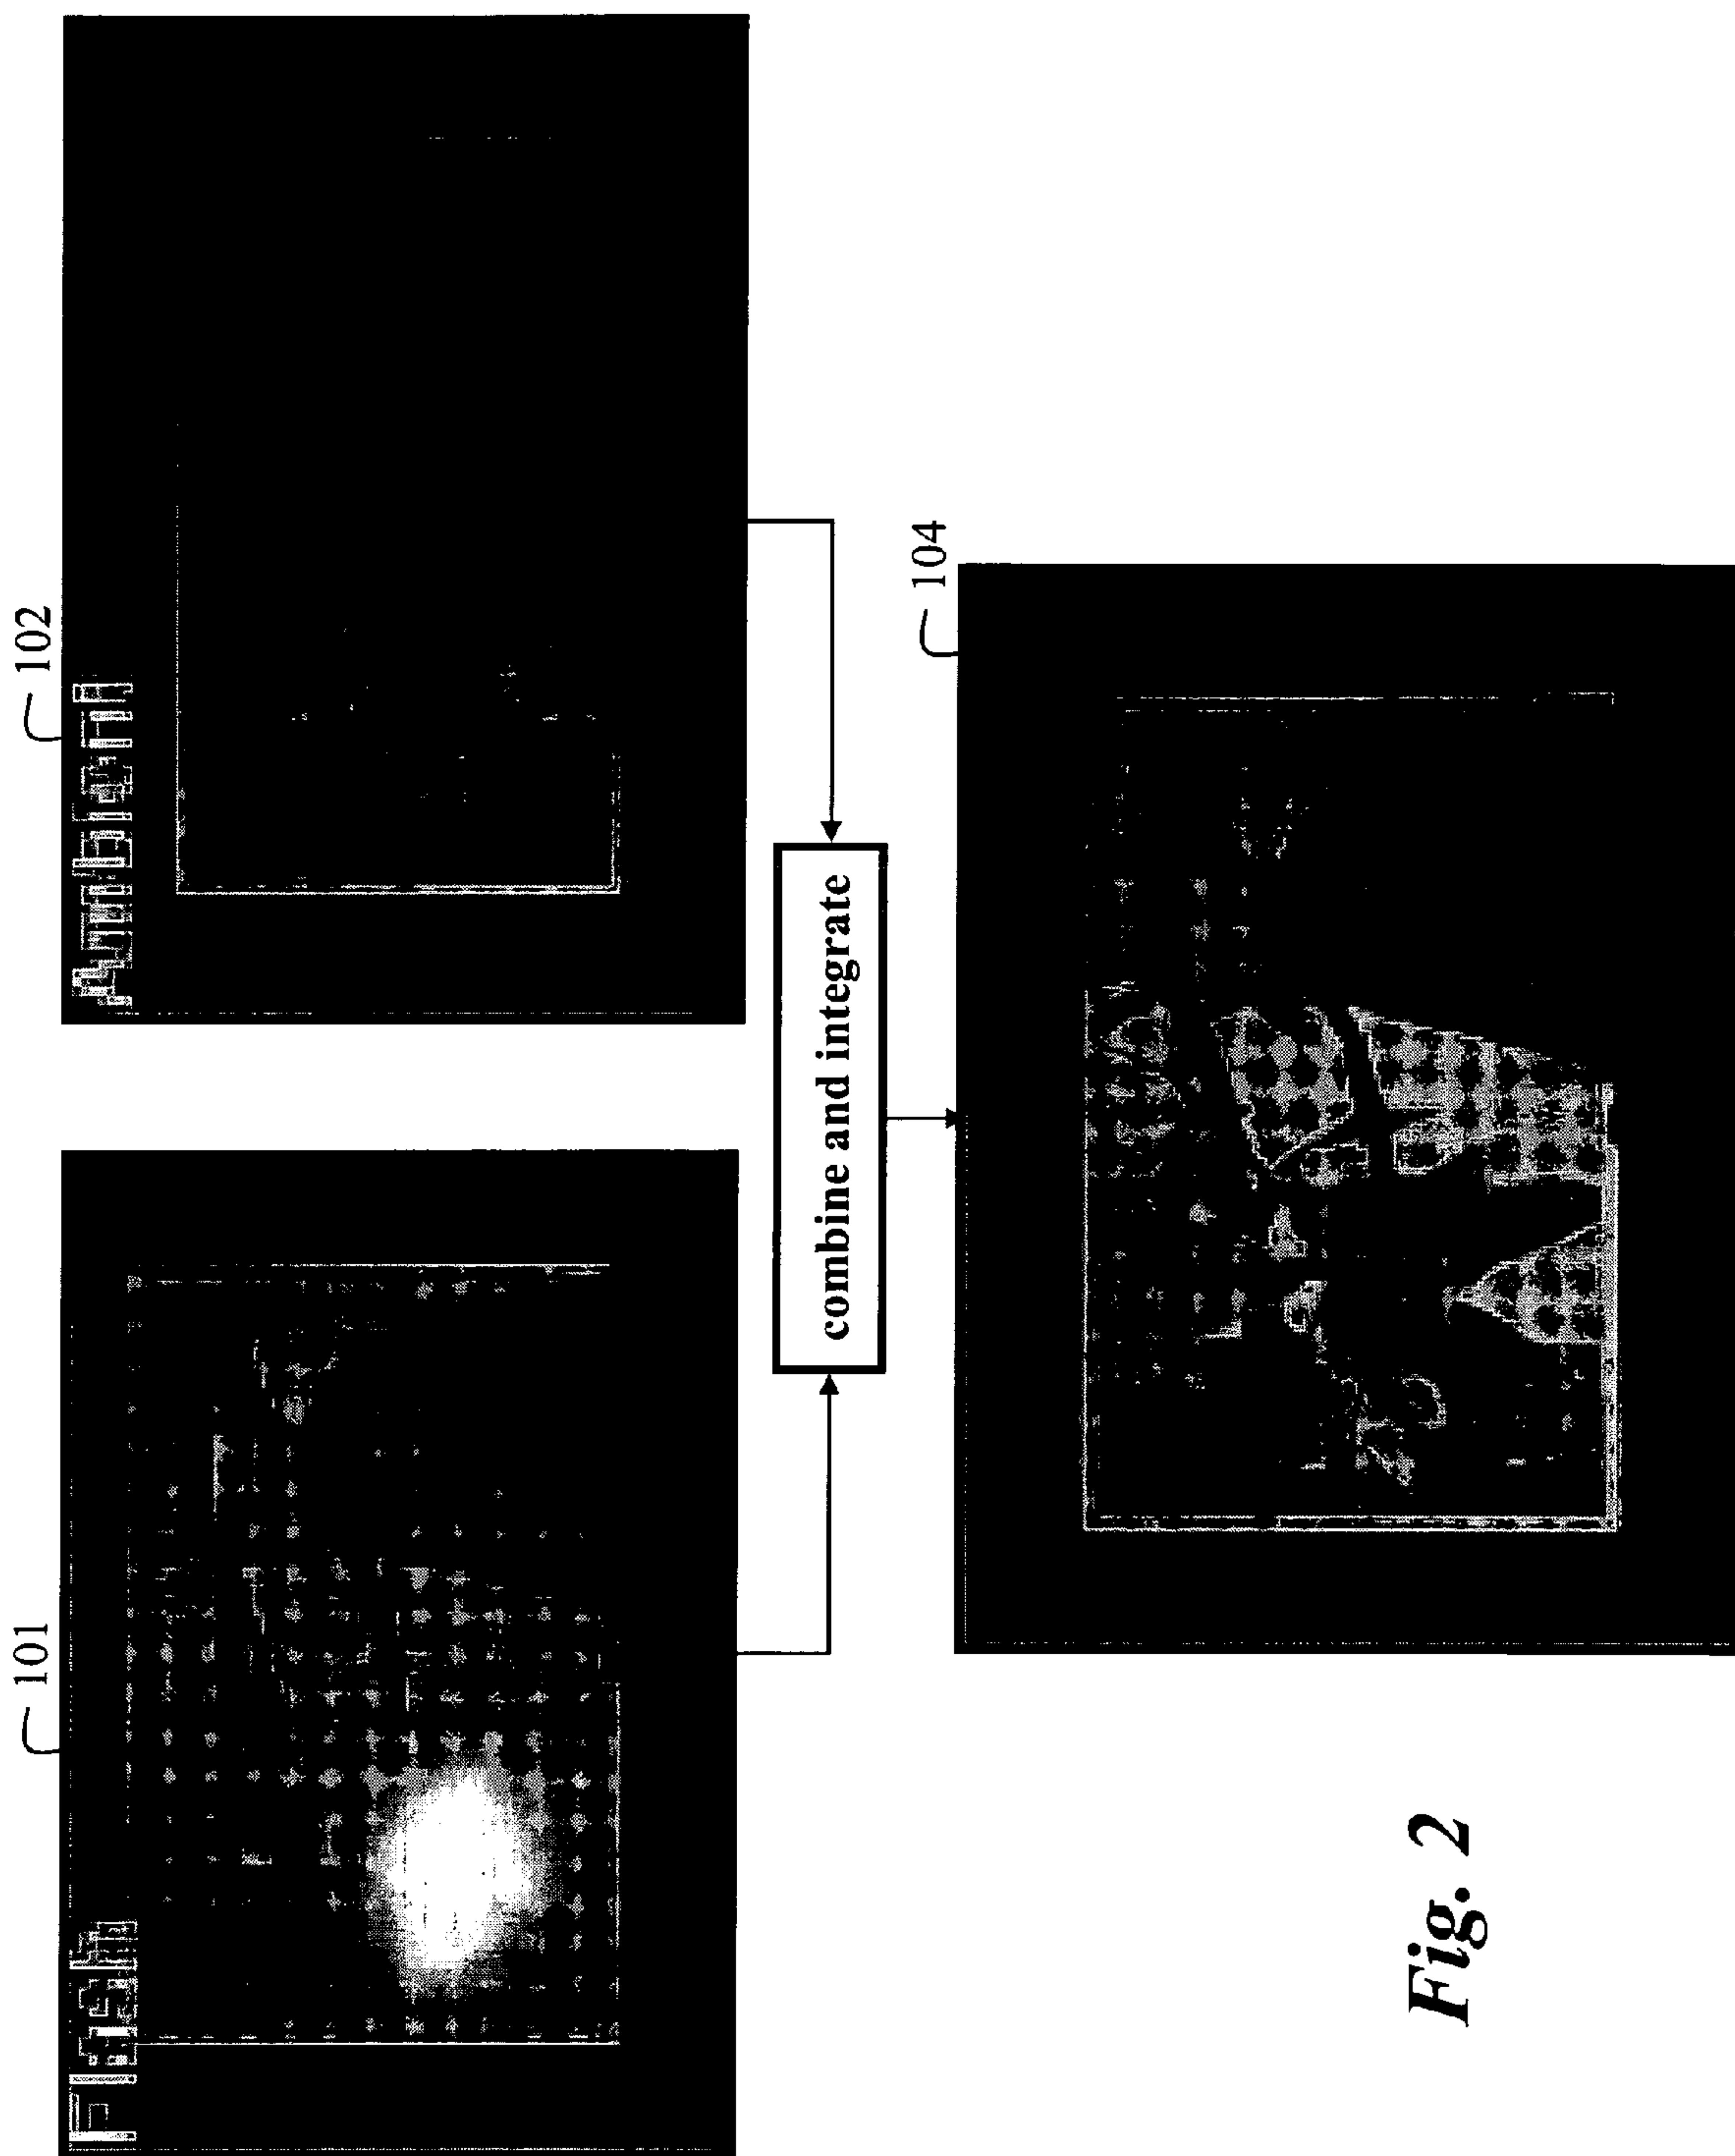 101
Flash
102
Ambient
combine and integrate
104
Fig. 2